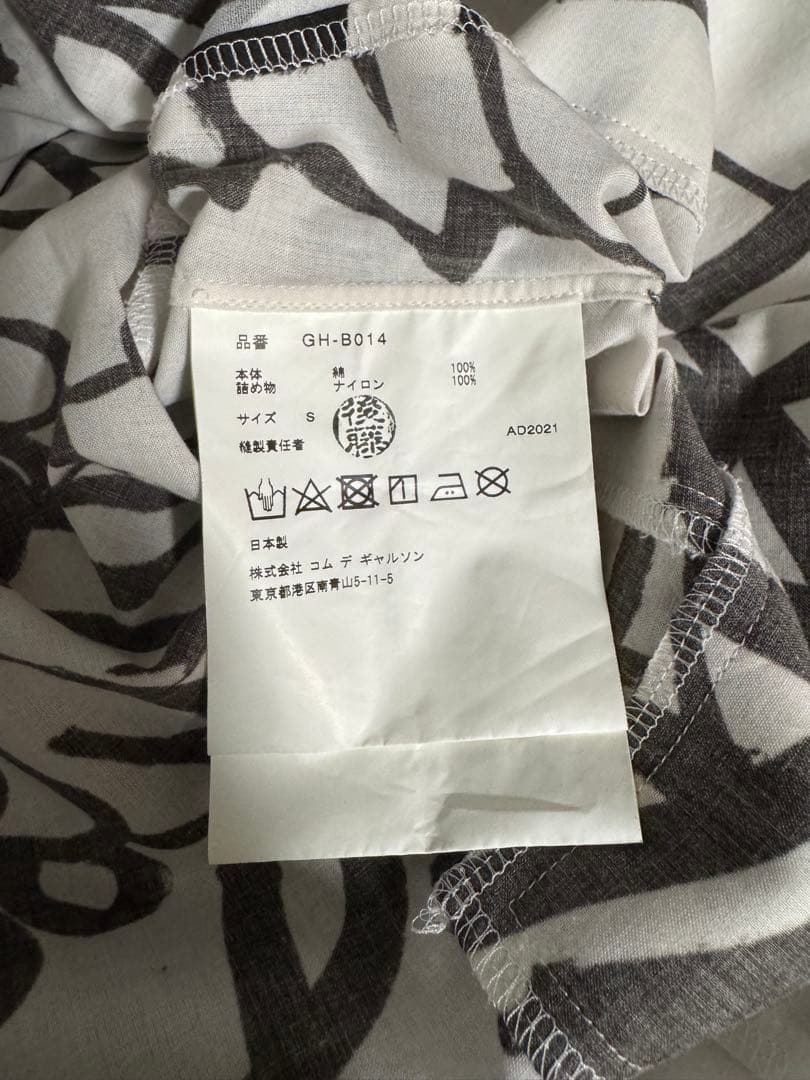 品番 GH-B014
本体 綿 100%
詰め物 ナイロン 100%
サイズ S
縫製責任者 後藤
AD2021
日本製
株式会社 コム デ ギャルソン
東京都港区南青山5-11-5